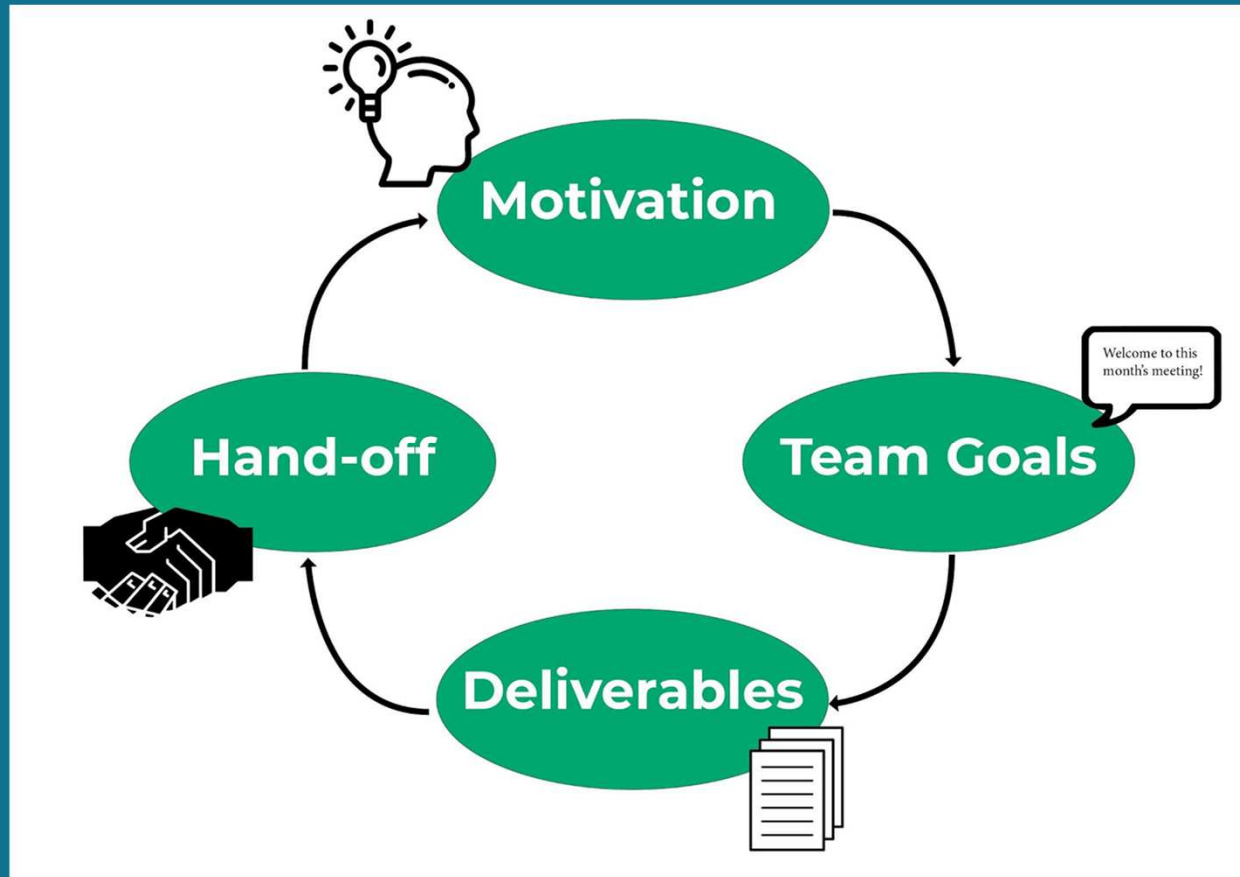 Motivation
Welcome to this
month's meeting!
Team Goals
Hand-off
Deliverables